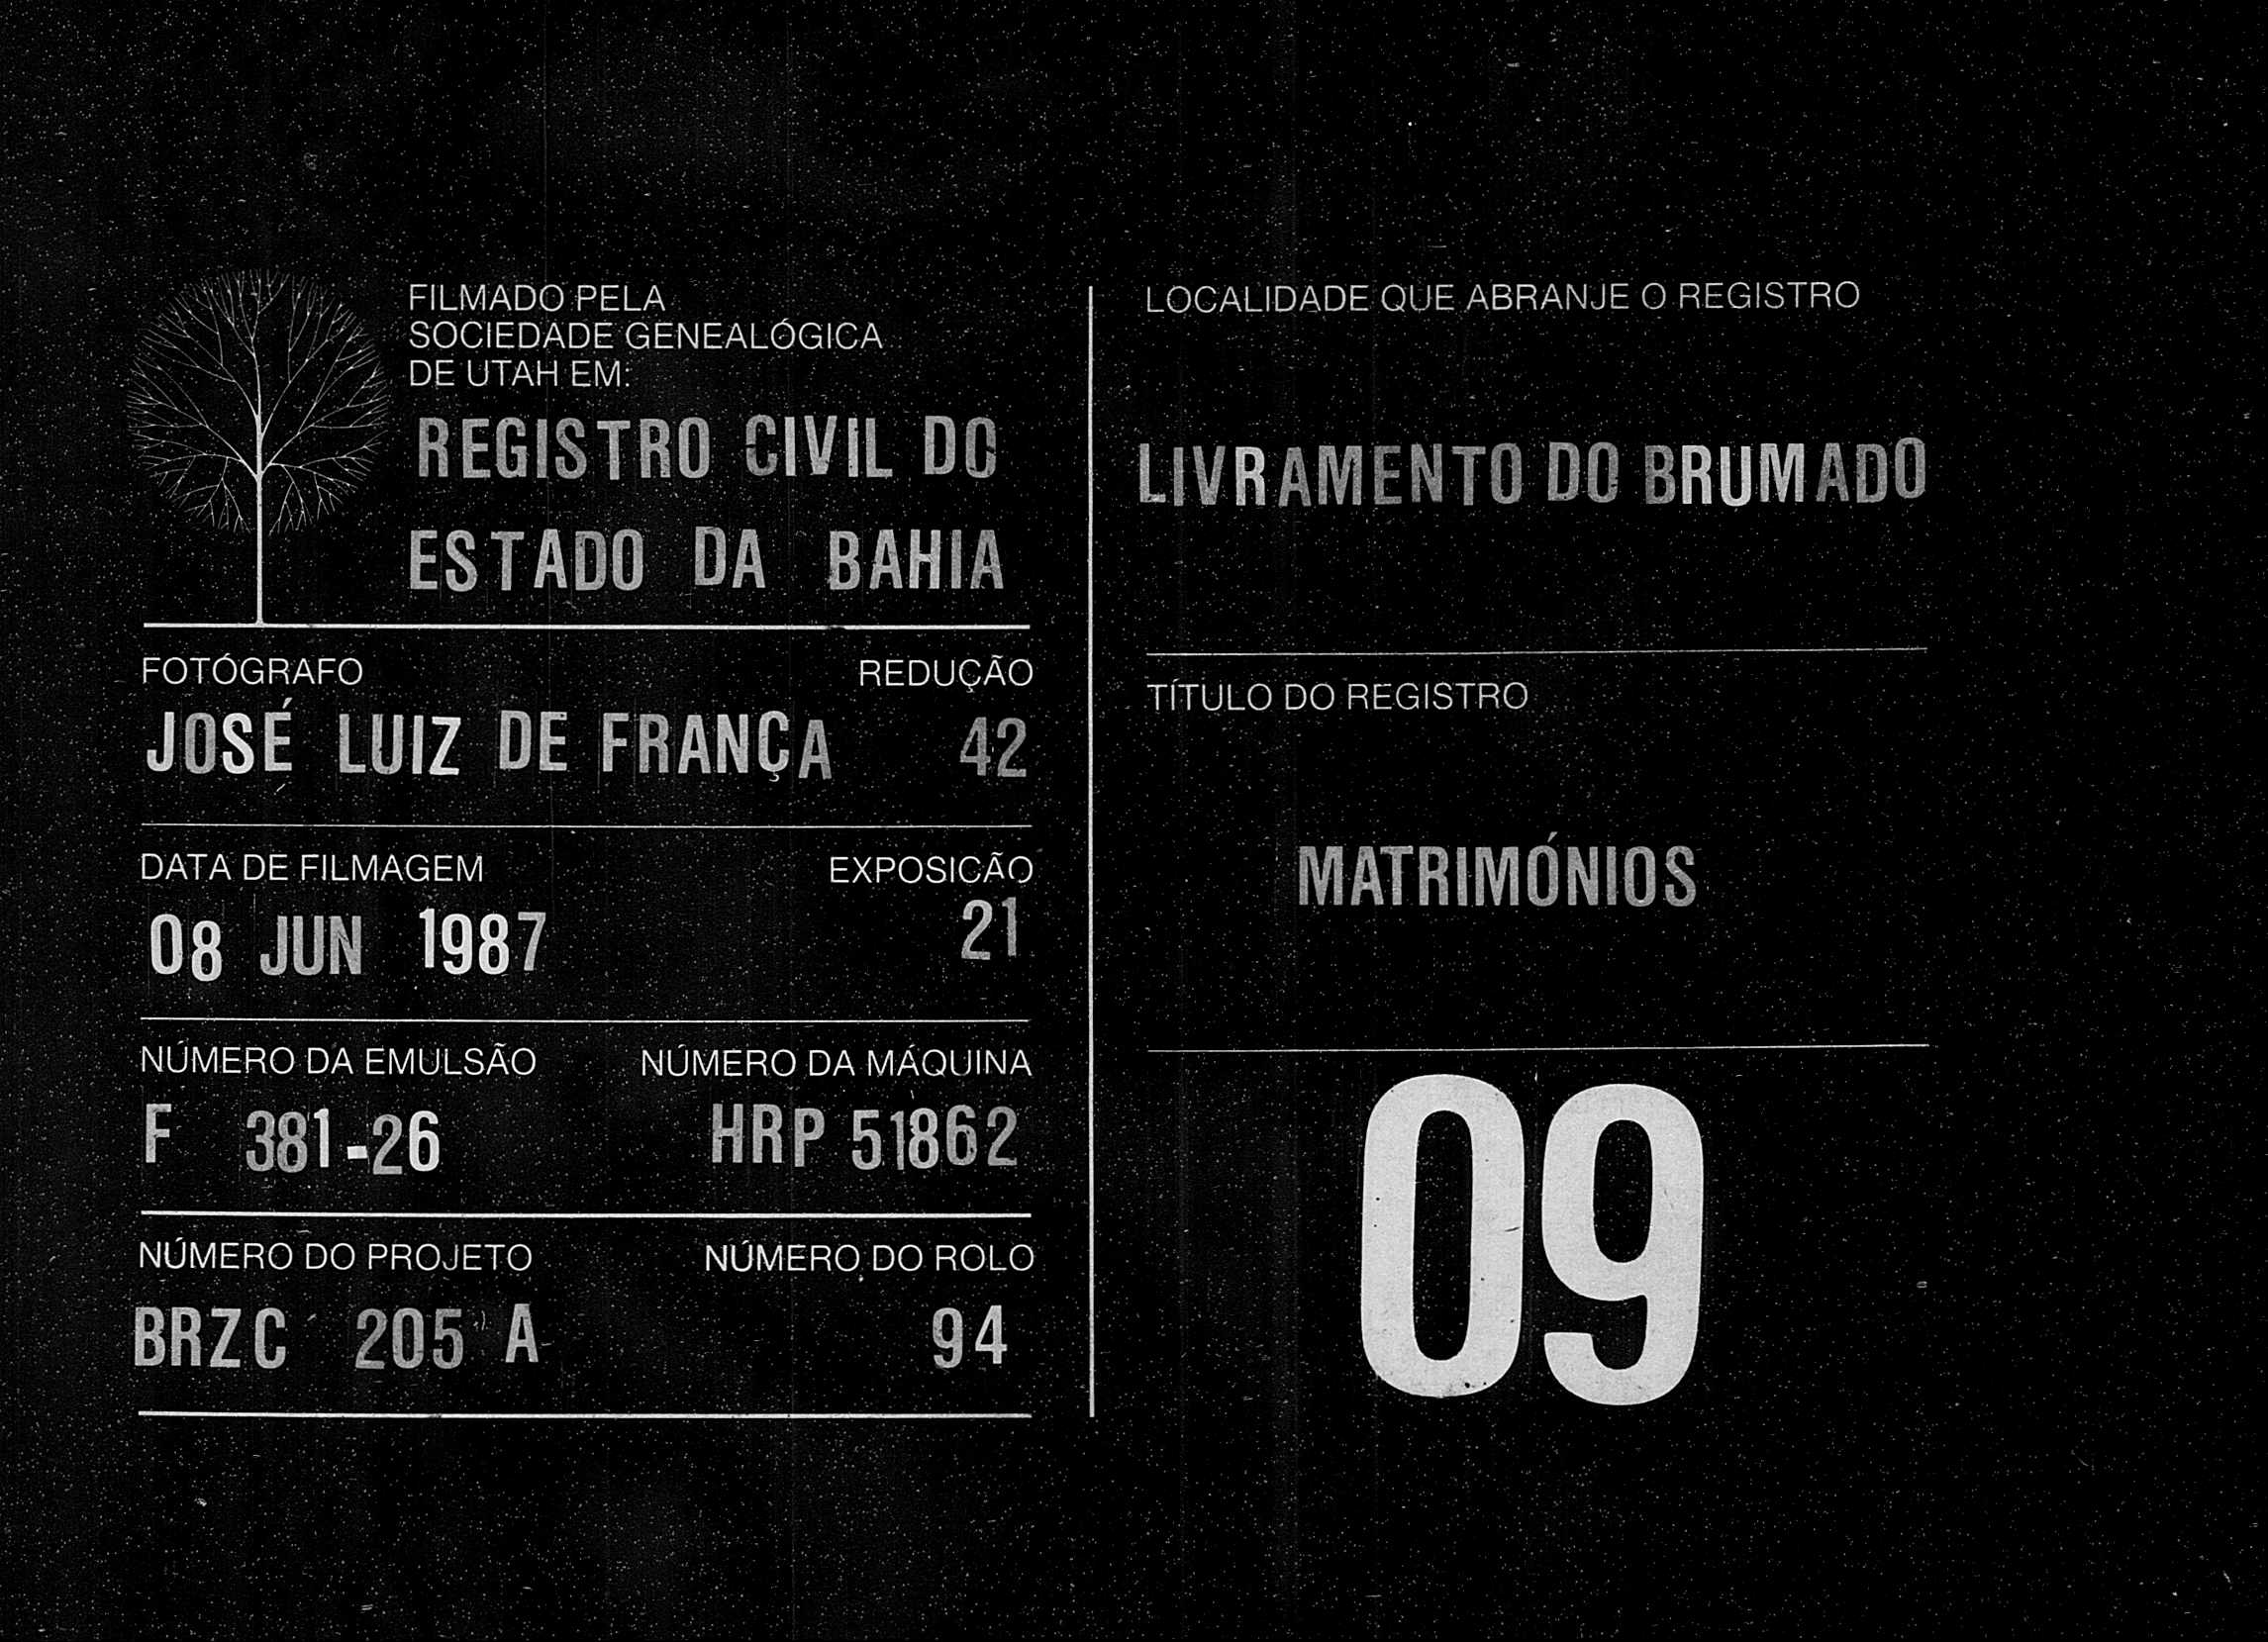 FILMADO PELA
SOCIEDADE GENEALÓGICA
DE UTAH EM:
REGISTRO CIVIL DO
ESTADO DA BAHIA
FOTÓGRAFO REDUÇÃO
JOSÉ LUIZ DE FRANÇA 42
DATA DE FILMAGEM EXPOSIÇÃO
08 JUN 1987 21
NÚMERO DA EMULSÃO NÚMERO DA MÁQUINA
F 381-26 HRP 51862
NÚMERO DO PROJETO NÚMERO DO ROLO
BRZC 205 A 94
LOCALIDADE QUE ABRANJE O REGISTRO
LIVRAMENTO DO BRUMADO
TÍTULO DO REGISTRO
MATRIMÓNIOS
09